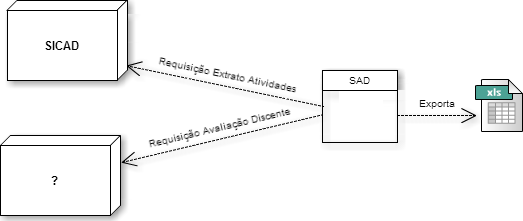 SICAD
Requisição Extrato Atividades
SAD
Exporta
xls
Requisição Avaliação Discente
?